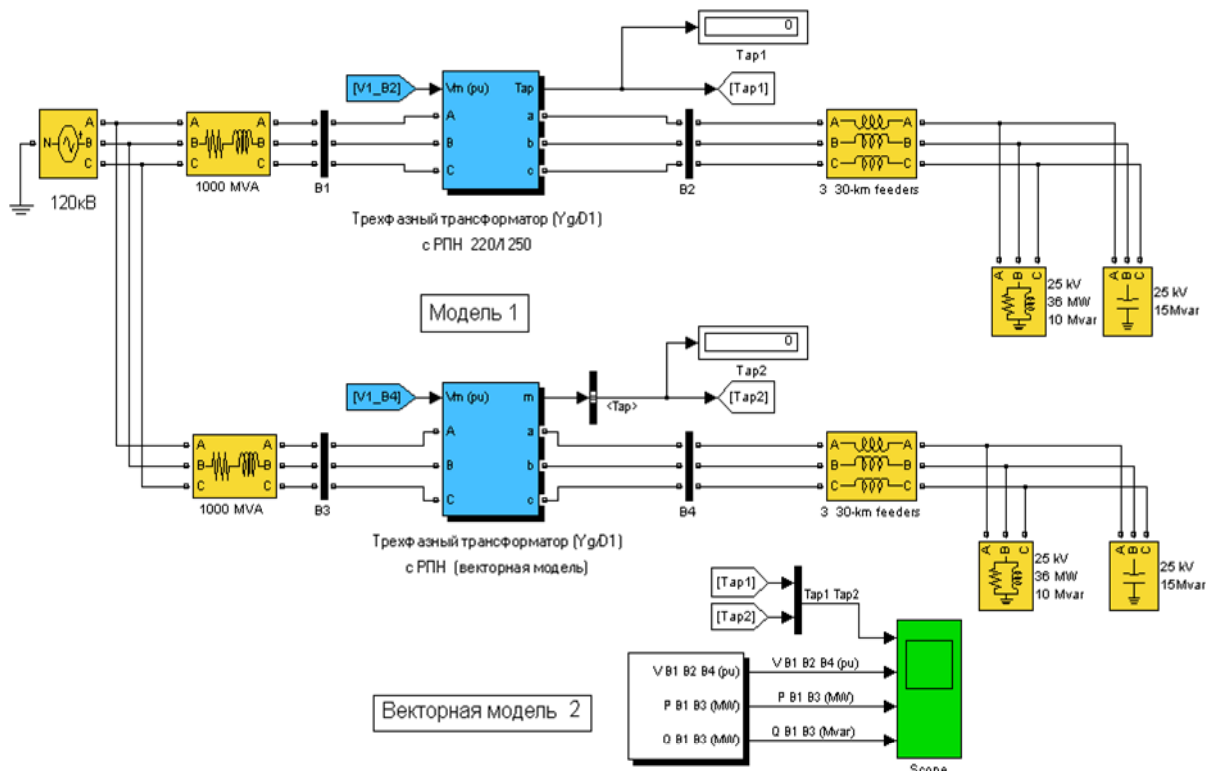 0
Tap1
[V1_B2]
Vm (pu)
Tap
[Tap1]
A
B
C
N
A
B
C
A
B
C
A
B
C
a
b
c
A
B
C
A
B
C
120кВ
1000 MVA
B1
B2
3 30-km feeders
Трехфазный трансформатор (Yg/D1)
с РПН 220/1250
A
B
C
25 kV
36 MW
10 Mvar
A
B
C
25 kV
15Mvar
Модель 1
0
Tap2
[V1_B4]
Vm (pu)
m
<Tap>
[Tap2]
A
B
C
A
B
C
A
B
C
a
b
c
A
B
C
A
B
C
1000 MVA
B3
B4
3 30-km feeders
Трехфазный трансформатор (Yg/D1)
с РПН (векторная модель)
A
B
C
25 kV
36 MW
10 Mvar
A
B
C
25 kV
15Mvar
[Tap1]
[Tap2]
Tap1 Tap2
V B1 B2 B4 (pu)
V B1 B2 B4 (pu)
P B1 B3 (MW)
P B1 B3 (MW)
Q B1 B3 (MW)
Q B1 B3 (Mvar)
Векторная модель 2
Scope